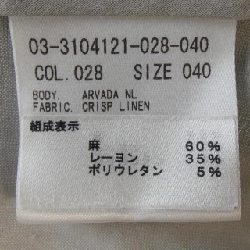 03-3104121-028-040
COL.028 SIZE 040
BODY. ARVADA NL
FABRIC. CRISP LINEN
組成表示
麻 60%
レーヨン 35%
ポリウレタン 5%